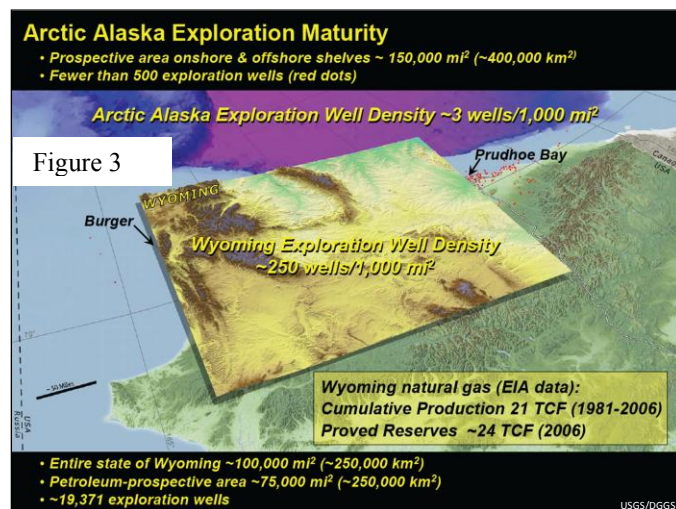 Arctic Alaska Exploration Maturity
• Prospective area onshore & offshore shelves ~ 150,000 mi² (~400,000 km²)
• Fewer than 500 exploration wells (red dots)
Arctic Alaska Exploration Well Density ~3 wells/1,000 mi²
Figure 3
Prudhoe Bay
Canada
USA
WYOMING
Burger
Wyoming Exploration Well Density
~250 wells/1,000 mi²
~ 50 Miles
USA
Russia
Wyoming natural gas (EIA data):
Cumulative Production 21 TCF (1981-2006)
Proved Reserves ~24 TCF (2006)
• Entire state of Wyoming ~100,000 mi² (~250,000 km²)
• Petroleum-prospective area ~75,000 mi² (~250,000 km²)
• ~19,371 exploration wells
USGS/DGGS